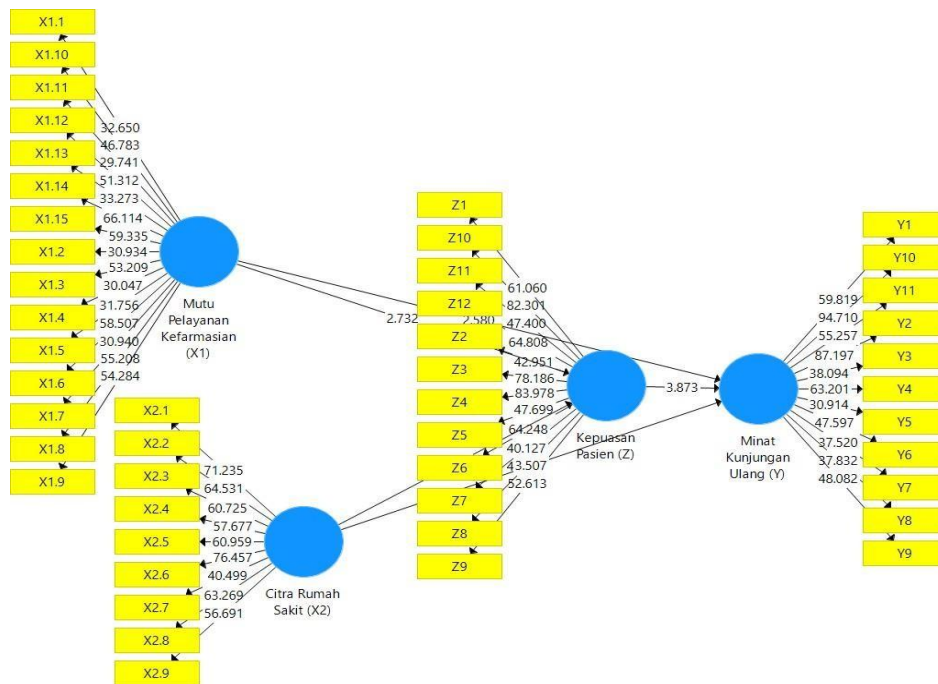 X1.1
X1.10
X1.11
X1.12
X1.13
X1.14
X1.15
X1.2
X1.3
X1.4
X1.5
X1.6
X1.7
X1.8
X1.9
32.650
46.783
29.741
51.312
33.273
66.114
59.335
30.934
53.209
30.047
31.756
58.507
30.940
55.208
54.284
Mutu
Pelayanan
Kefarmasian
(X1)
X2.1
X2.2
X2.3
X2.4
X2.5
X2.6
X2.7
X2.8
X2.9
71.235
64.531
60.725
57.677
60.959
76.457
40.499
63.269
56.691
Citra Rumah
Sakit (X2)
2.732
2.580
Z1
Z10
Z11
Z12
Z2
Z3
Z4
Z5
Z6
Z7
Z8
Z9
61.060
82.301
47.400
64.808
42.951
78.186
83.978
47.699
64.248
40.127
43.507
52.613
Kepuasan
Pasien (Z)
3.873
Minat
Kunjungan
Ulang (Y)
59.819
94.710
55.257
87.197
38.094
63.201
30.914
47.597
37.520
37.832
48.082
Y1
Y10
Y11
Y2
Y3
Y4
Y5
Y6
Y7
Y8
Y9